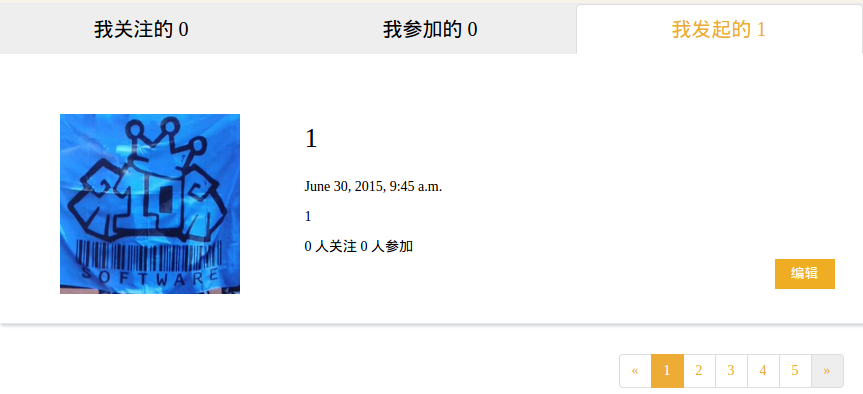 我关注的 0
我参加的 0
我发起的 1
10
SOFTWARE
1
June 30, 2015, 9:45 a.m.
1
0 人关注 0 人参加
编辑
« 1 2 3 4 5 »